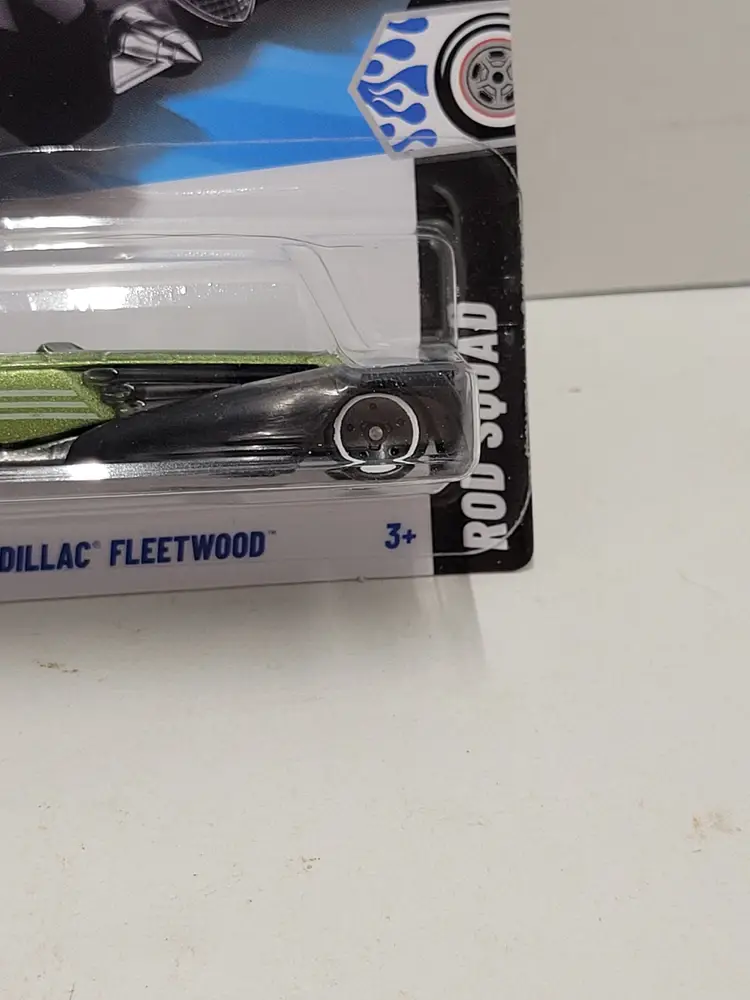 DILLAC® FLEETWOOD™
3+
ROD SQUAD